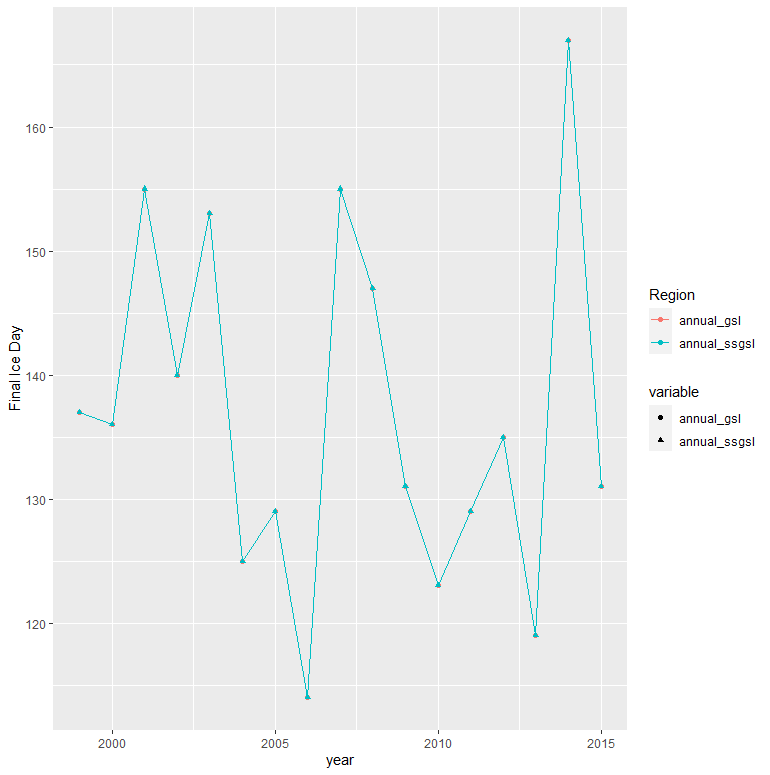 160
150
140
130
120
Final Ice Day
2000
2005
2010
2015
year
Region
annual_gsl
annual_ssgsl
variable
annual_gsl
annual_ssgsl